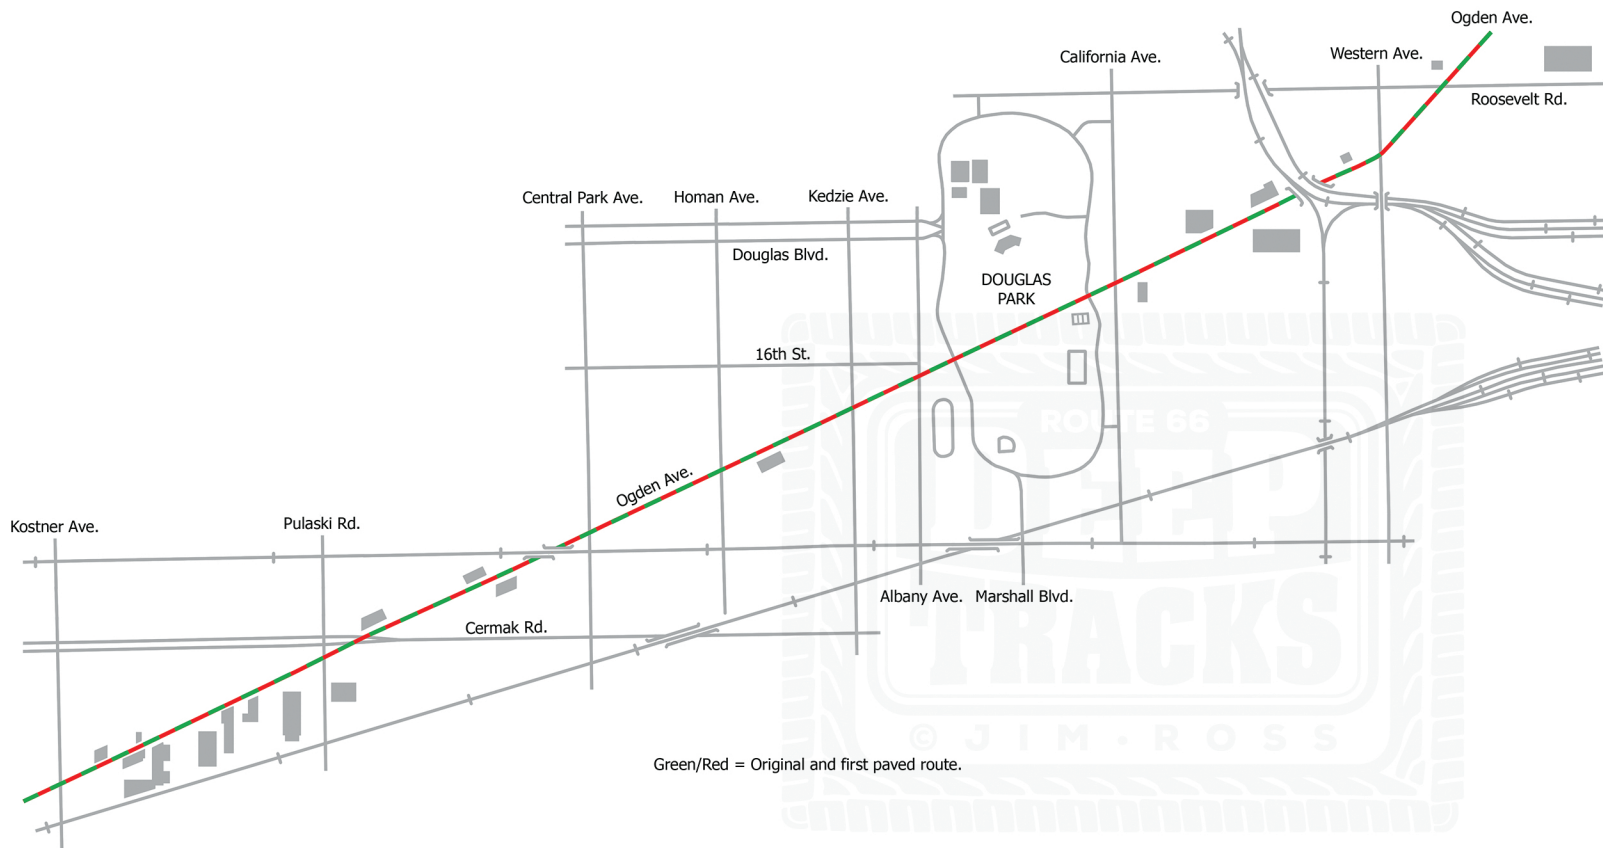 Ogden Ave.
Western Ave.
California Ave.
Roosevelt Rd.
Central Park Ave.
Homan Ave.
Kedzie Ave.
Douglas Blvd.
DOUGLAS
PARK
16th St.
ROUTE 66
Ogden Ave.
DEEP
Kostner Ave.
Pulaski Rd.
Albany Ave.
Marshall Blvd.
Cermak Rd.
TRACKS
© JIM • ROSS
Green/Red = Original and first paved route.